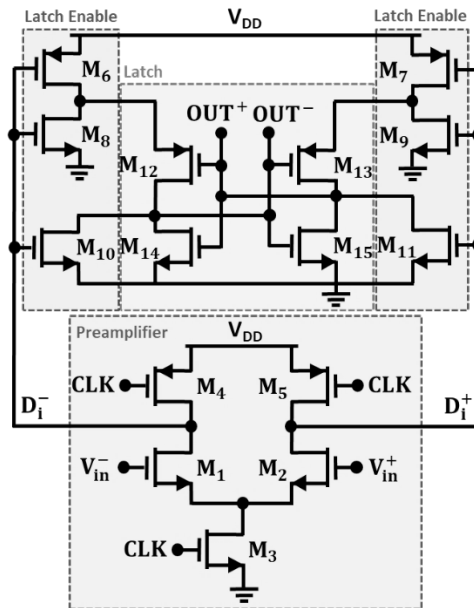 Latch Enable
Latch Enable
V_DD
M_6
M_7
Latch
OUT^+ OUT^-
M_8
M_9
M_12
M_13
M_10
M_14
M_15
M_11
Preamplifier
V_DD
CLK
M_4
M_5
CLK
D_i^-
D_i^+
V_in^-
M_1
M_2
V_in^+
CLK
M_3